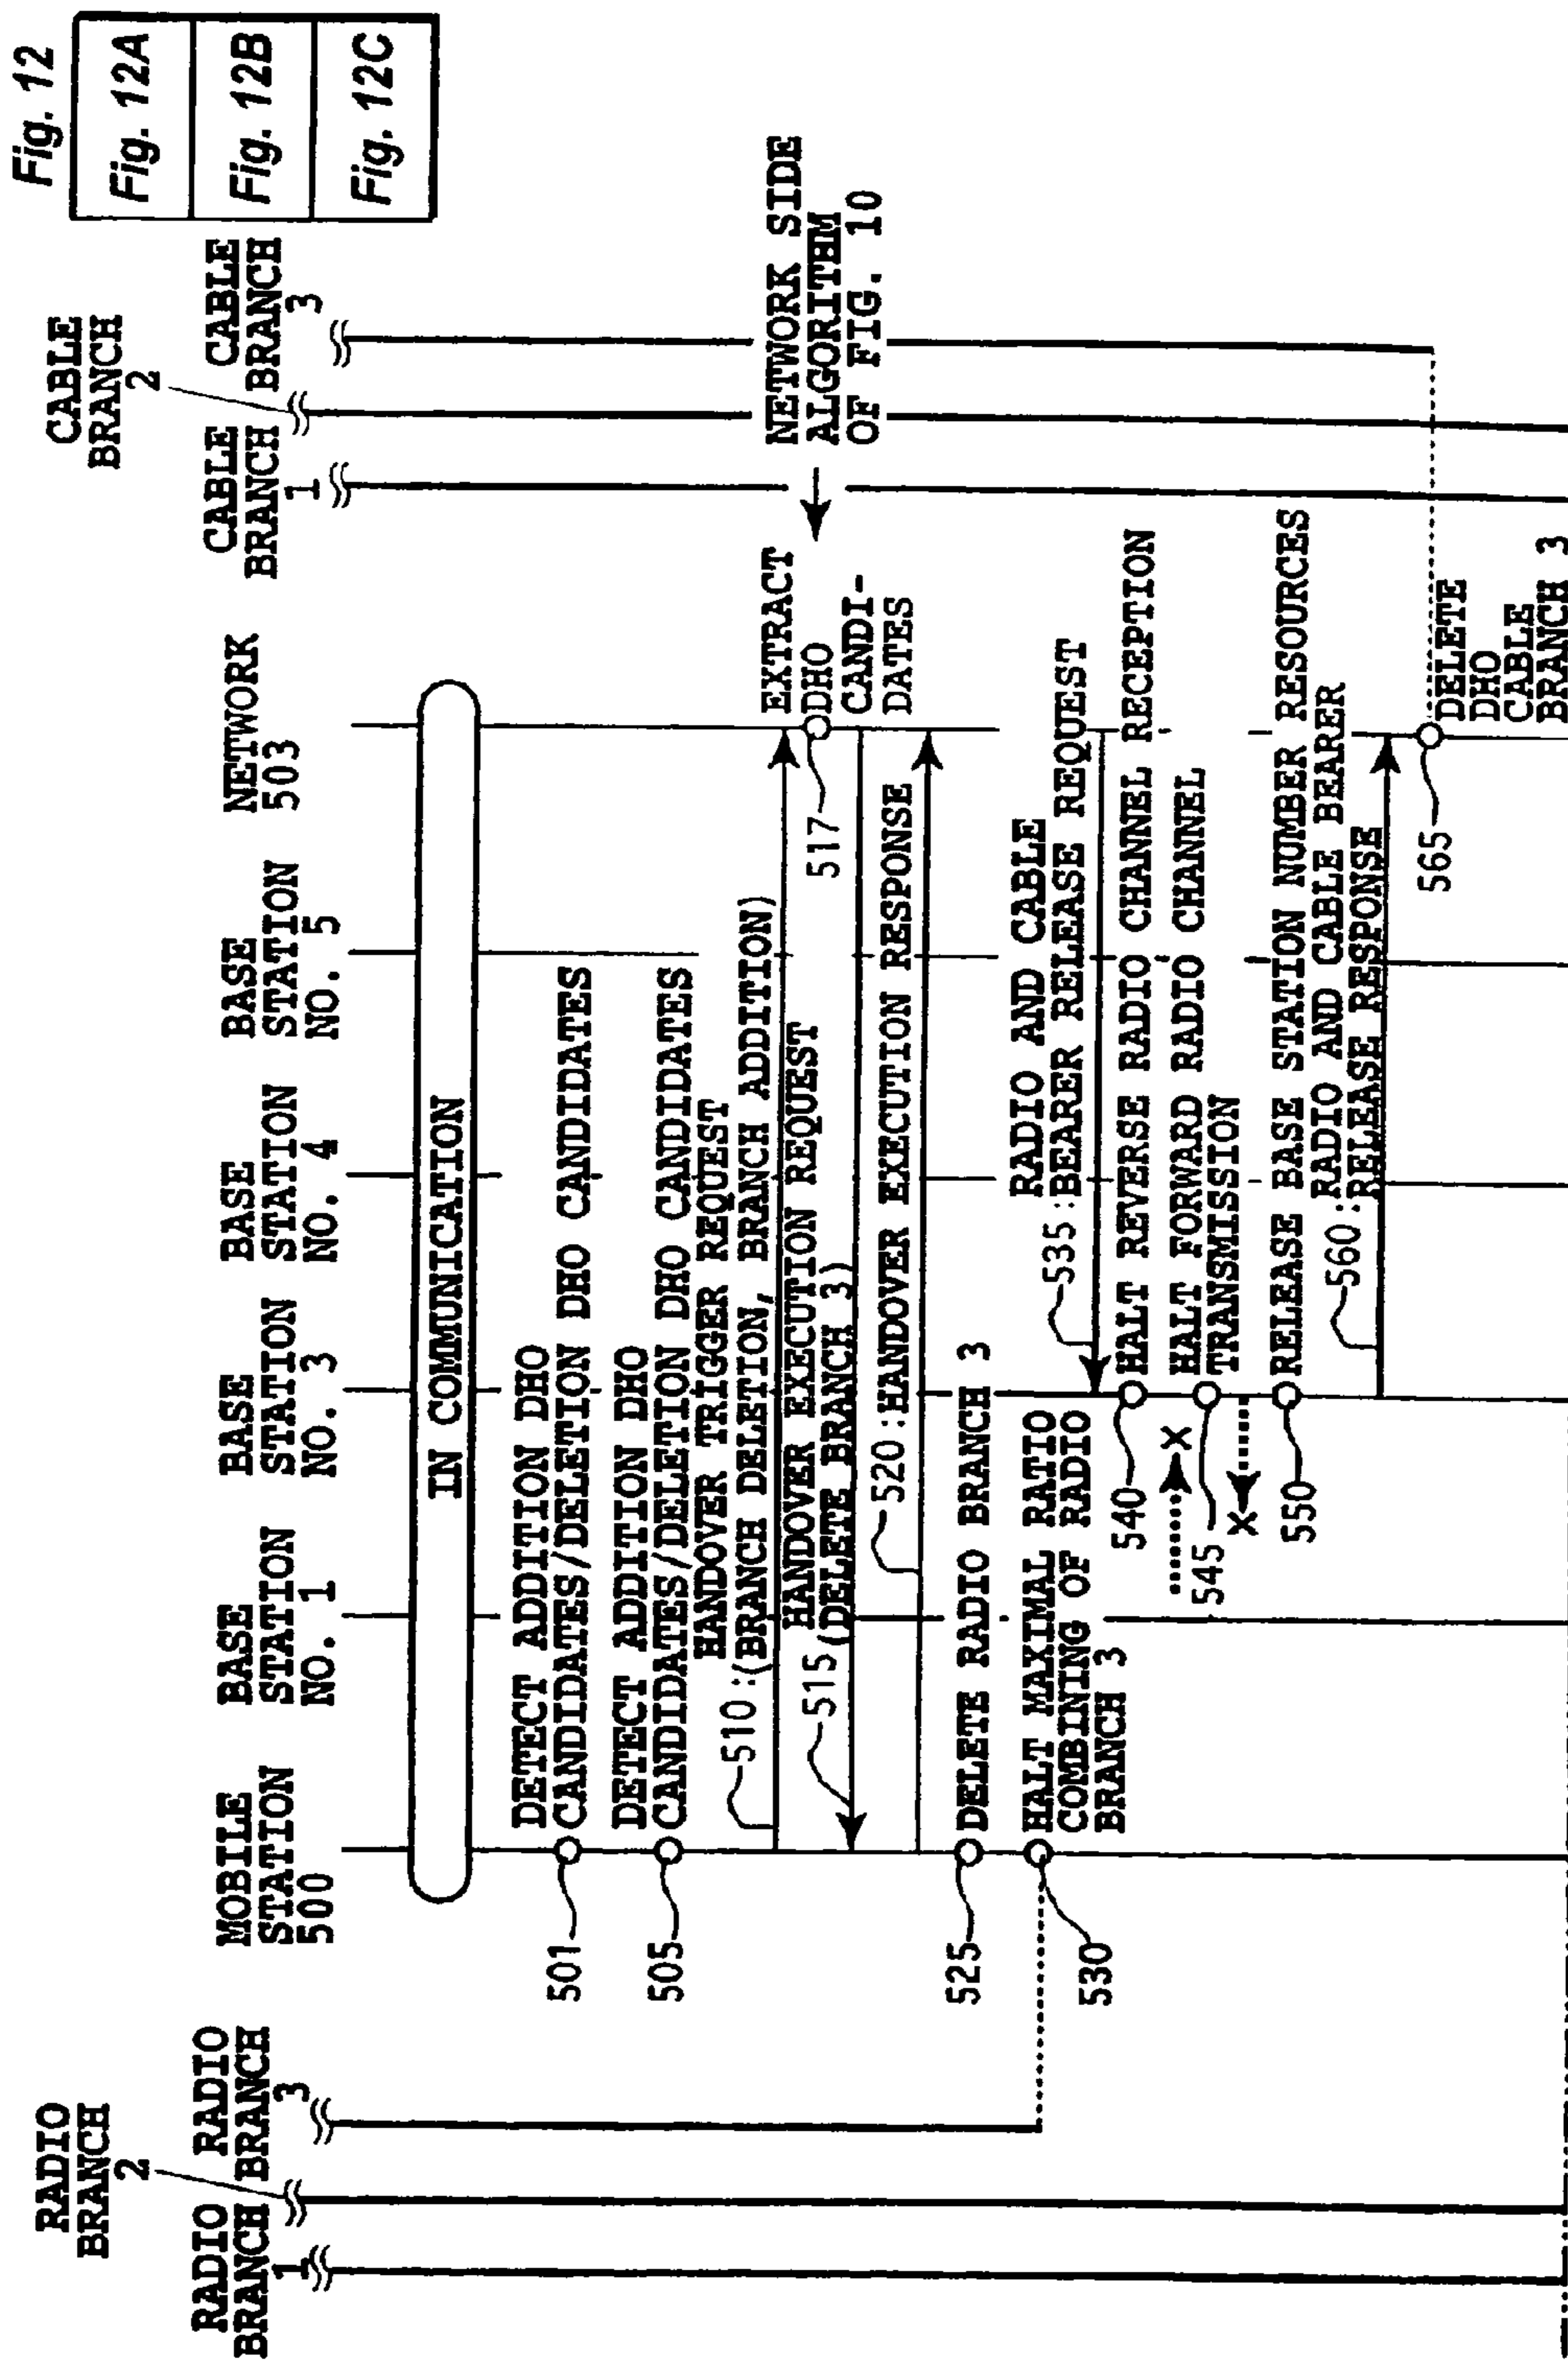 Fig. 12
Fig. 12A
Fig. 12B
Fig. 12C
RADIO
BRANCH
2
RADIO
BRANCH
1
RADIO
BRANCH
3
MOBILE
STATION
500
BASE
STATION
NO. 1
BASE
STATION
NO. 3
BASE
STATION
NO. 4
BASE
STATION
NO. 5
NETWORK
503
CABLE
BRANCH
1
CABLE
BRANCH
2
CABLE
BRANCH
3
IN COMMUNICATION
501
DETECT ADDITION DHO
CANDIDATES/DELETION DHO CANDIDATES
505
DETECT ADDITION DHO
CANDIDATES/DELETION DHO CANDIDATES
HANDOVER TRIGGER REQUEST
510:(BRANCH DELETION, BRANCH ADDITION)
EXTRACT
DHO
CANDI-
DATES
517
NETWORK SIDE
ALGORITHM
OF FIG. 10
HANDOVER EXECUTION REQUEST
515(DELETE BRANCH 3)
520:HANDOVER EXECUTION RESPONSE
525
DELETE RADIO BRANCH 3
530
HALT MAXIMAL RATIO
COMBINING OF RADIO
BRANCH 3
RADIO AND CABLE
535:BEARER RELEASE REQUEST
540
HALT REVERSE RADIO CHANNEL RECEPTION
X
545
HALT FORWARD RADIO CHANNEL
TRANSMISSION
X
550
RELEASE BASE STATION NUMBER RESOURCES
560:RADIO AND CABLE BEARER
RELEASE RESPONSE
565
DELETE
DHO
CABLE
BRANCH 3